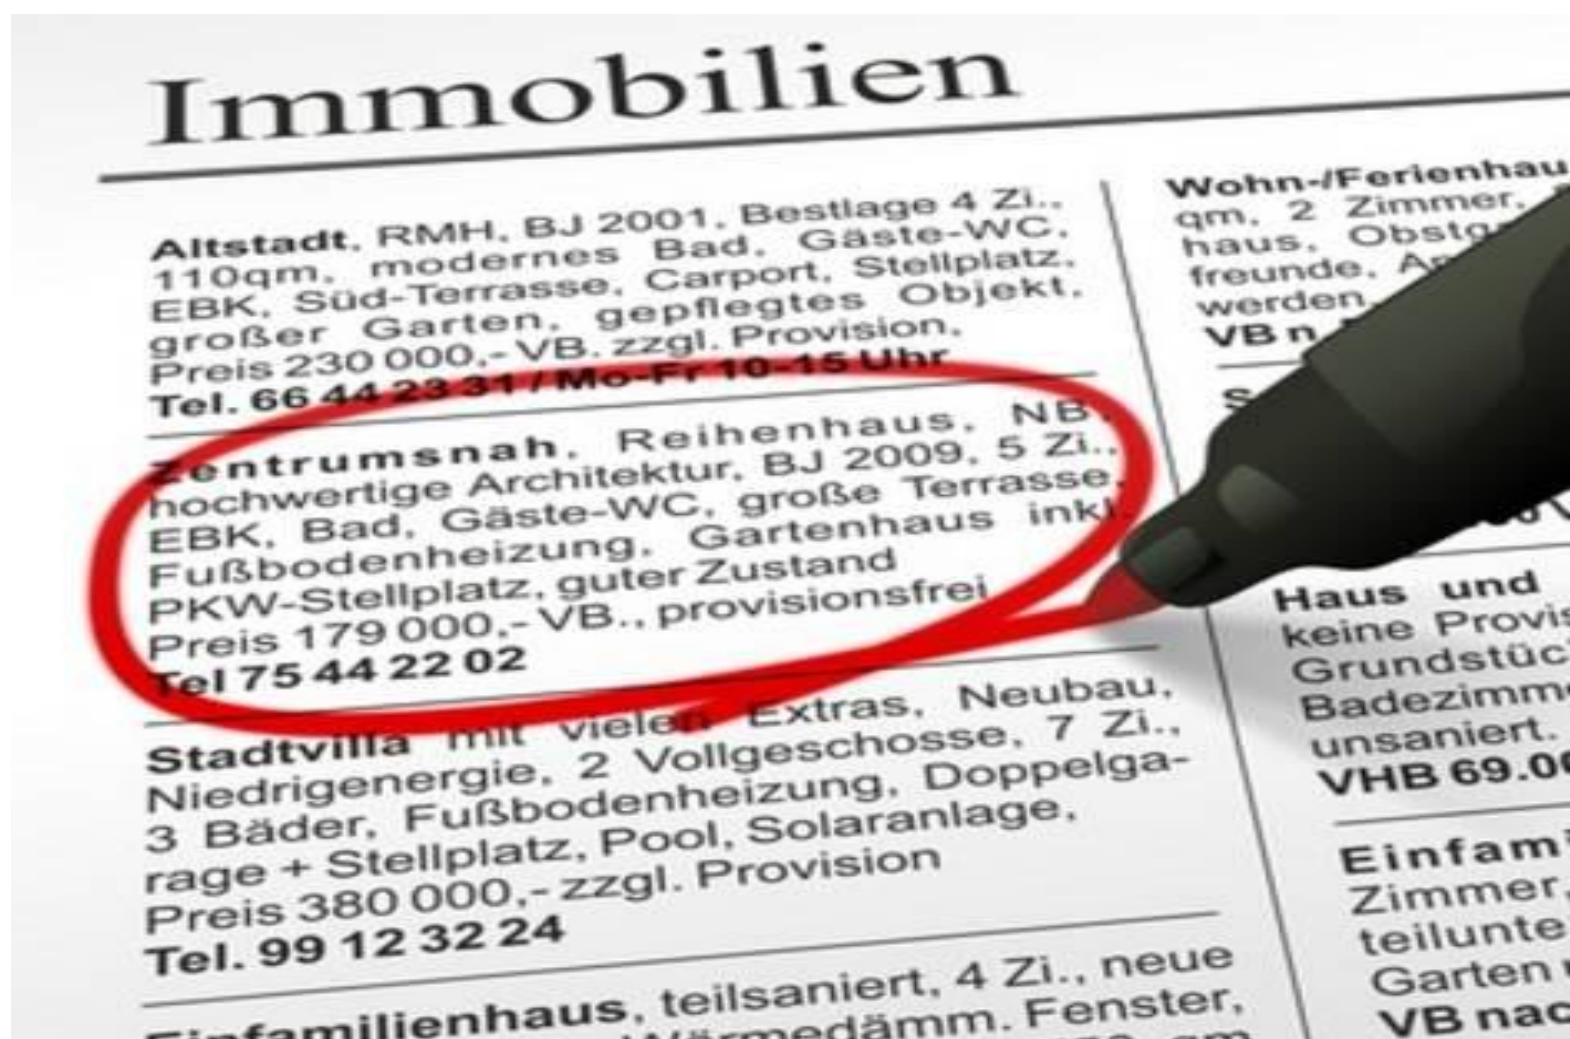 Immobilien
Altstadt, RMH, BJ 2001, Bestlage 4 Zi.,
110qm, modernes Bad, Gäste-WC,
EBK, Süd-Terrasse, Carport, Stellplatz,
großer Garten, gepflegtes Objekt,
Preis 230 000,- VB. zzgl. Provision,
Tel. 66 44 23 31 / Mo-Fr 10-15 Uhr
Zentrumsnah, Reihenhaus, NB,
hochwertige Architektur, BJ 2009, 5 Zi.,
EBK, Bad, Gäste-WC, große Terrasse,
Fußbodenheizung, Gartenhaus inkl.
PKW-Stellplatz, guter Zustand
Preis 179 000,- VB., provisionsfrei
Tel 75 44 22 02
Stadtvilla mit vielen Extras, Neubau,
Niedrigenergie, 2 Vollgeschosse, 7 Zi.,
3 Bäder, Fußbodenheizung, Doppelga-
rage + Stellplatz, Pool, Solaranlage,
Preis 380 000,- zzgl. Provision
Tel. 99 12 32 24
Einfamilienhaus, teilsaniert, 4 Zi., neue
Wärmedämm. Fenster,
qm
Wohn-/Ferienhau
qm, 2 Zimmer,
haus,
freunde,
werden.
VB
Haus und
keine Provis
Grundstüc
Badezimme
unsaniert.
VHB 69.00
Einfami
Zimmer,
teilunte
Garten
VB nac